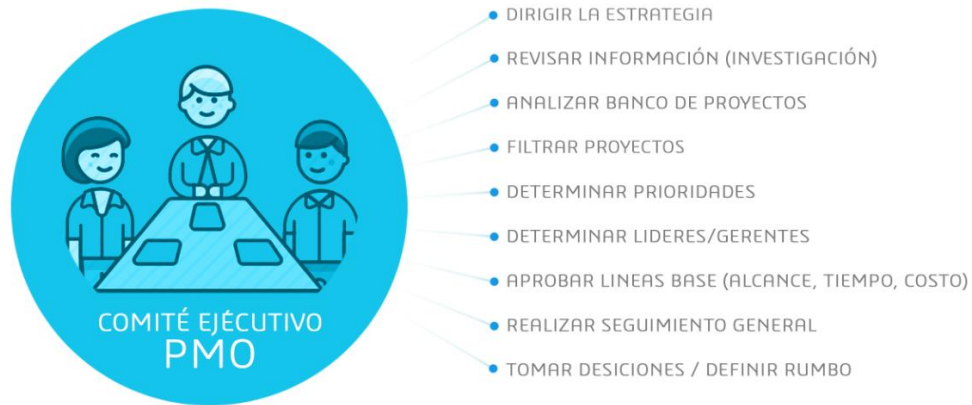 DIRIGIR LA ESTRATEGIA
REVISAR INFORMACIÓN (INVESTIGACIÓN)
ANALIZAR BANCO DE PROYECTOS
FILTRAR PROYECTOS
DETERMINAR PRIORIDADES
DETERMINAR LIDERES/GERENTES
APROBAR LINEAS BASE (ALCANCE, TIEMPO, COSTO)
REALIZAR SEGUIMIENTO GENERAL
TOMAR DESICIONES / DEFINIR RUMBO
COMITÉ EJÉCUTIVO
PMO